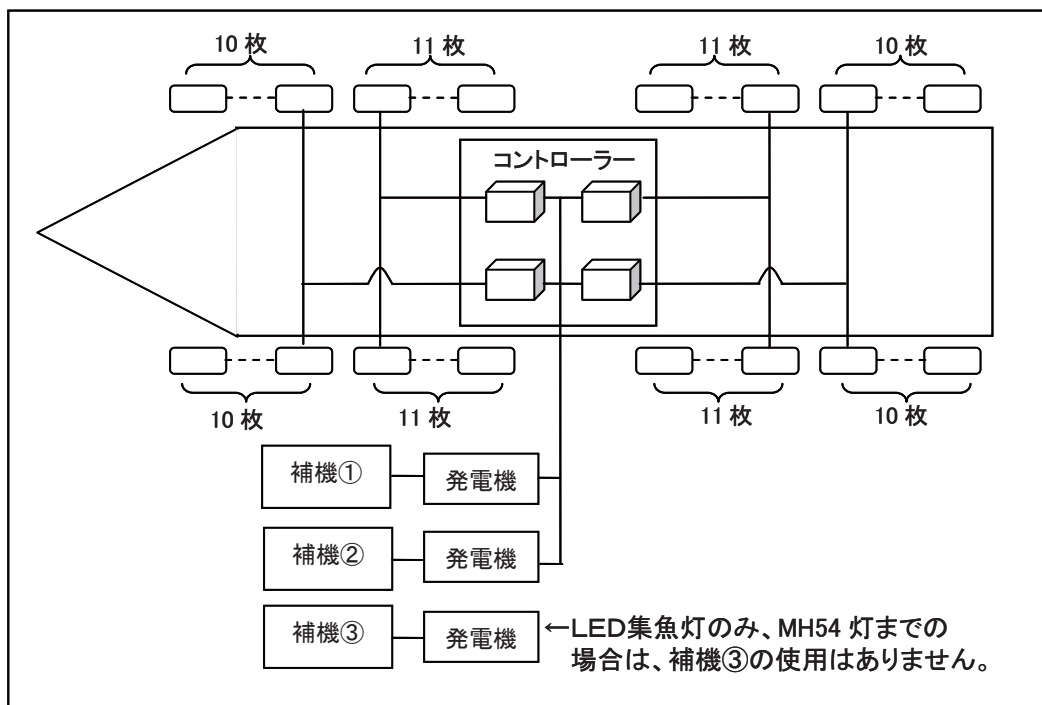 10 枚
11 枚
11 枚
10 枚
コントローラー
10 枚
11 枚
11 枚
10 枚
補機①
発電機
補機②
発電機
補機③
発電機
←LED集魚灯のみ、MH54 灯までの
場合は、補機③の使用はありません。